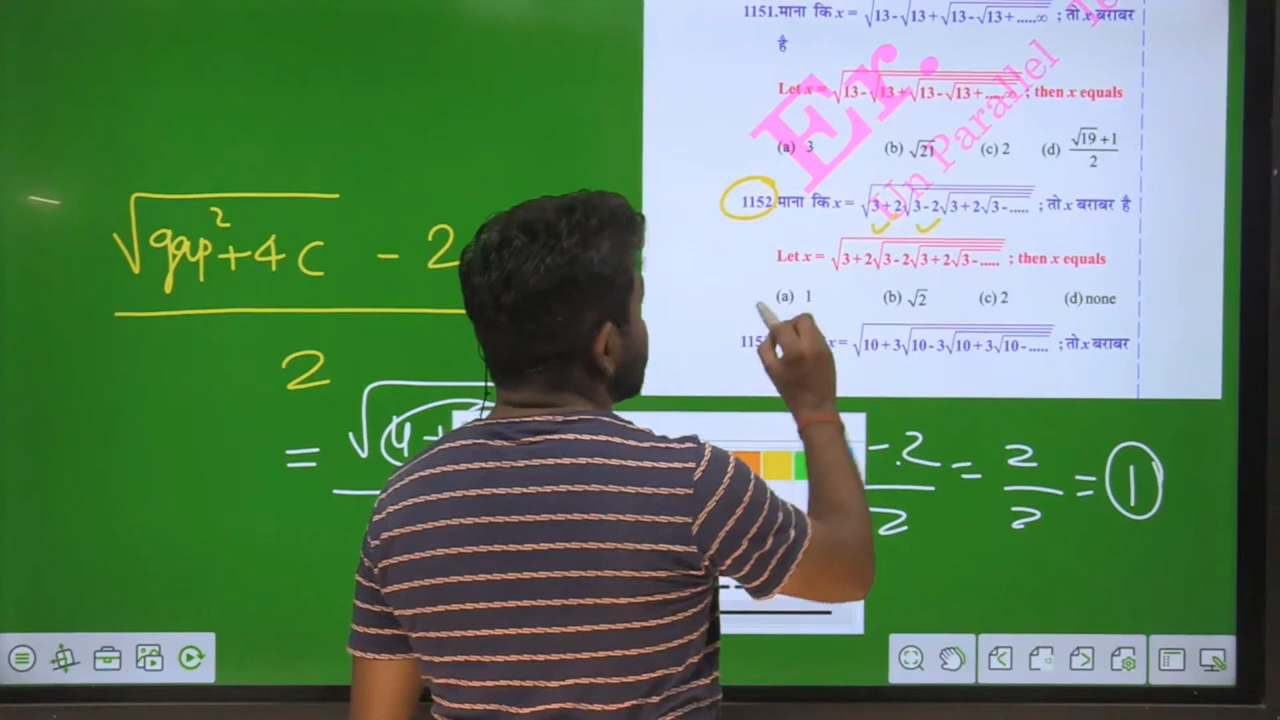 1151.माना कि x = √13-√13+√13-√13+.....∞ ; तो x बराबर
है
Let x = √13-√13+√13-√13+.....∞ ; then x equals
(a) 3 (b) √21 (c) 2 (d) √19+1/2
1152.माना कि x = √3+2√3-2√3+2√3-..... ; तो x बराबर है
Let x = √3+2√3-2√3+2√3-..... ; then x equals
(a) 1 (b) √2 (c) 2 (d) none
x= √10+3√10-3√10+3√10-..... ; तो x बराबर
Er.
Un Parallel
√gap²+4c - 2
2
= √4+ -2/2 = 2/2 = 1